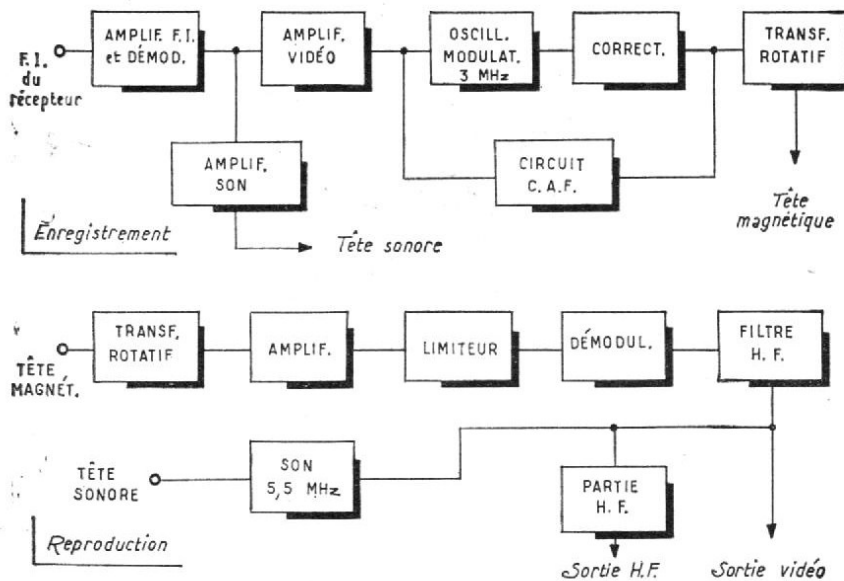 F.I.
du
récepteur
AMPLIF. F.I.
et DÉMOD.
AMPLIF.
VIDÉO
OSCILL.
MODULAT.
3 MHz
CORRECT.
TRANSF.
ROTATIF
AMPLIF.
SON
CIRCUIT
C.A.F.
Tête
magnétique
Enregistrement
Tête sonore
TÊTE
MAGNÉT.
TRANSF.
ROTATIF
AMPLIF.
LIMITEUR
DÉMODUL.
FILTRE
H.F.
TÊTE
SONORE
SON
5,5 MHz
PARTIE
H.F.
Reproduction
Sortie H.F.
Sortie vidéo